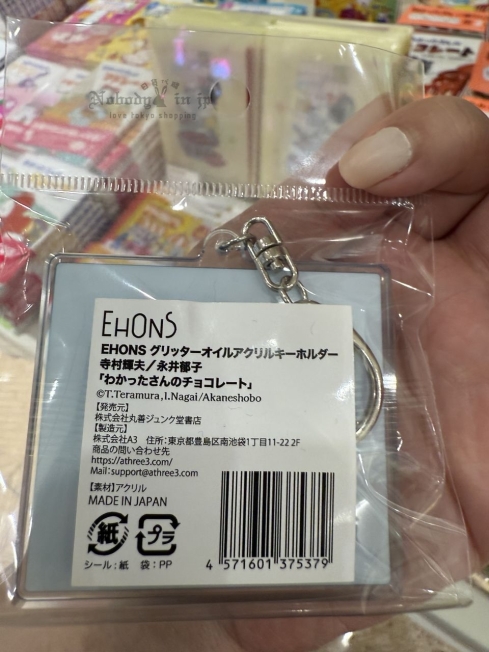 Nobody in jp
love tokyo shopping
EHONS
EHONS グリッターオイルアクリルキーホルダー
寺村輝夫／永井郁子
「わかったさんのチョコレート」
©T.Teramura,I.Nagai/Akaneshobo
【発売元】
株式会社丸善ジュンク堂書店
【製造元】
株式会社A3 住所：東京都豊島区南池袋1丁目11-22 2F
商品の問い合わせ先
https://athree3.com/
Mail：support@athree3.com
【素材】アクリル
MADE IN JAPAN
紙
プラ
シール：紙 袋：PP
4 571601 375379